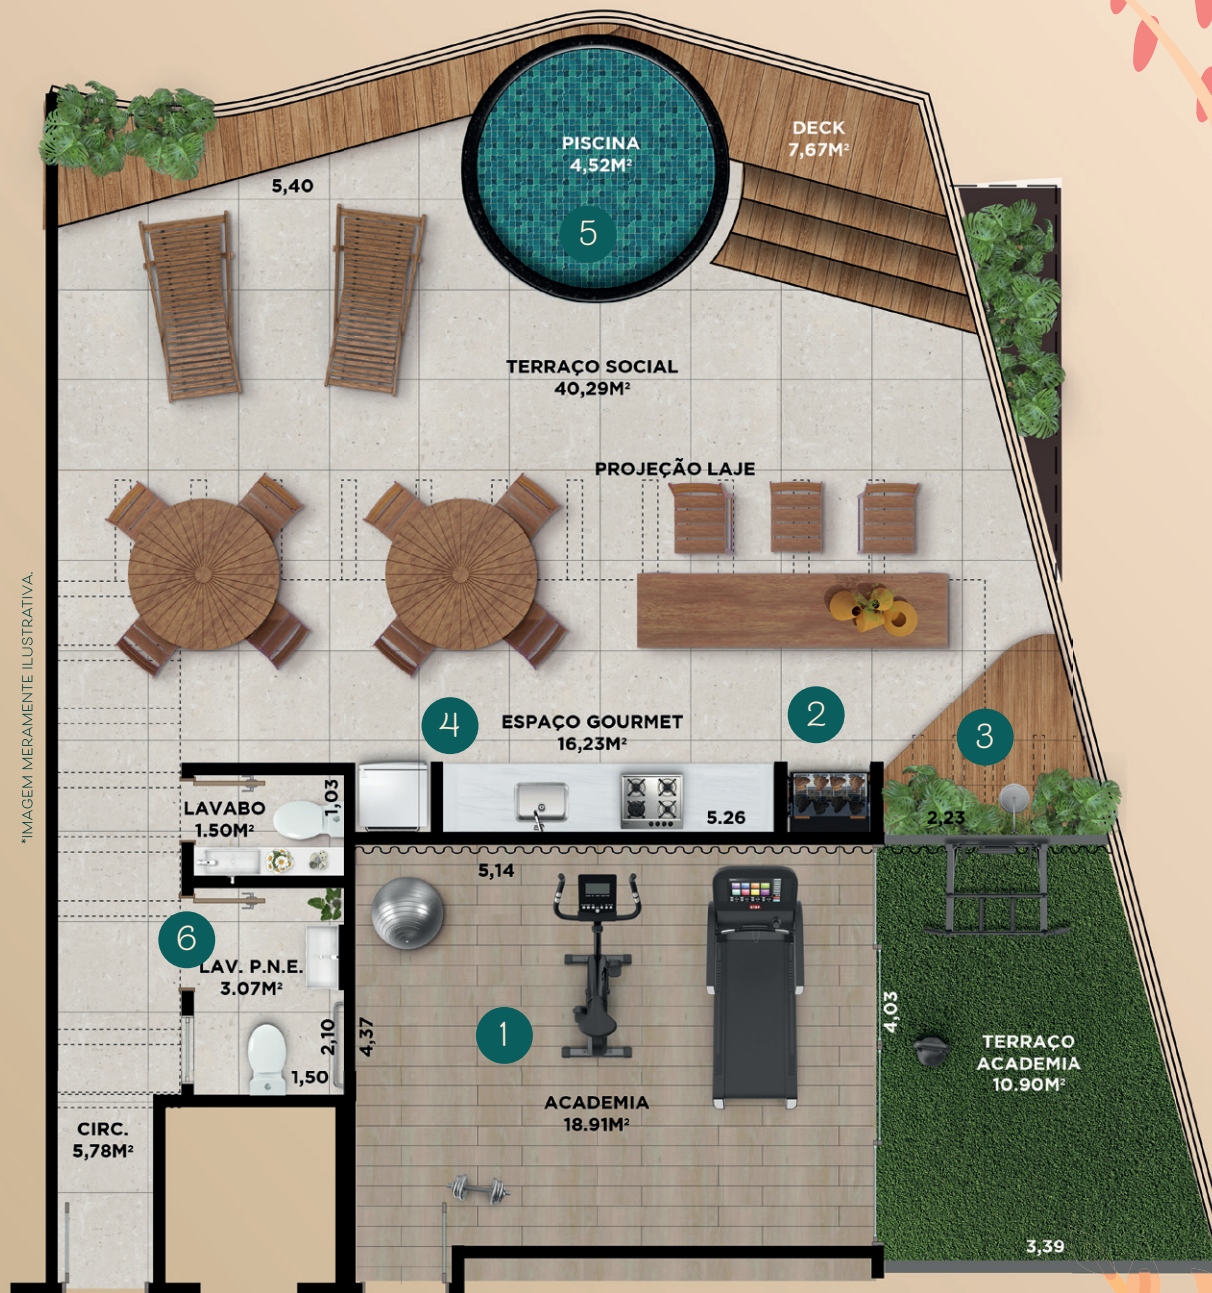 PISCINA
4,52M²
5
DECK
7,67M²
5,40
TERRAÇO SOCIAL
40,29M²
PROJEÇÃO LAJE
*IMAGEM MERAMENTE ILUSTRATIVA.
4
ESPAÇO GOURMET
16,23M²
2
3
LAVABO
1.50M²
1,03
5.26
2,23
5,14
6
LAV. P.N.E.
3.07M²
2,10
1,50
4,37
1
4,03
TERRAÇO
ACADEMIA
10.90M²
ACADEMIA
18.91M²
CIRC.
5,78M²
3,39